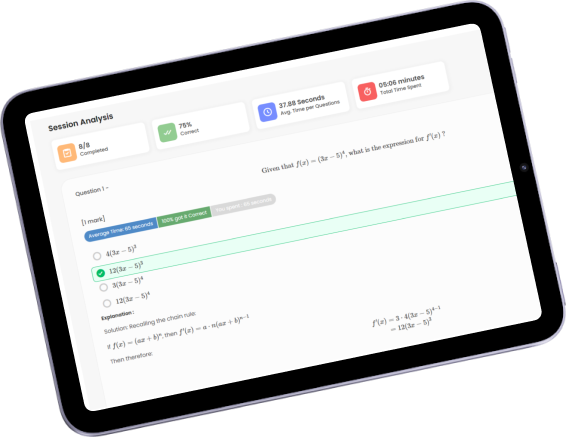 Session Analysis
8/8
Completed
75%
Correct
37.88 Seconds
Avg. Time per Questions
05:06 minutes
Total Time Spent
Question 1 -
Given that f(x) = (3x − 5)⁴, what is the expression for f'(x) ?
[1 mark]
Average Time: 65 seconds 100% got it Correct 65 seconds
4(3x − 5)³
12(3x − 5)³
3(3x − 5)⁴
12(3x − 5)⁴
Explanation :
Solution: Recalling the chain rule:
if f(x) = (ax + b)ⁿ, then f'(x) = a · n(ax + b)ⁿ⁻¹
Then therefore:
f'(x) = 3 · 4(3x − 5)⁴⁻¹
= 12(3x − 5)³